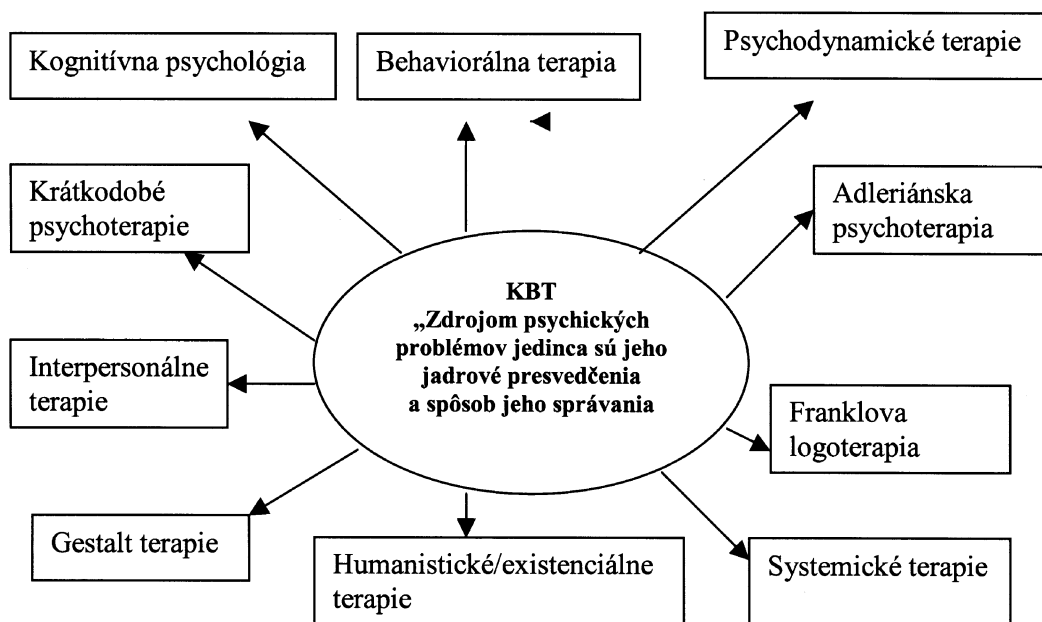 Kognitívna psychológia
Behaviorálna terapia
Psychodynamické terapie
Krátkodobé
psychoterapie
Adleriánska
psychoterapia
KBT
„Zdrojom psychických
problémov jedinca sú jeho
jadrové presvedčenia
a spôsob jeho správania
Interpersonálne
terapie
Franklova
logoterapia
Gestalt terapie
Humanistické/existenciálne
terapie
Systemické terapie